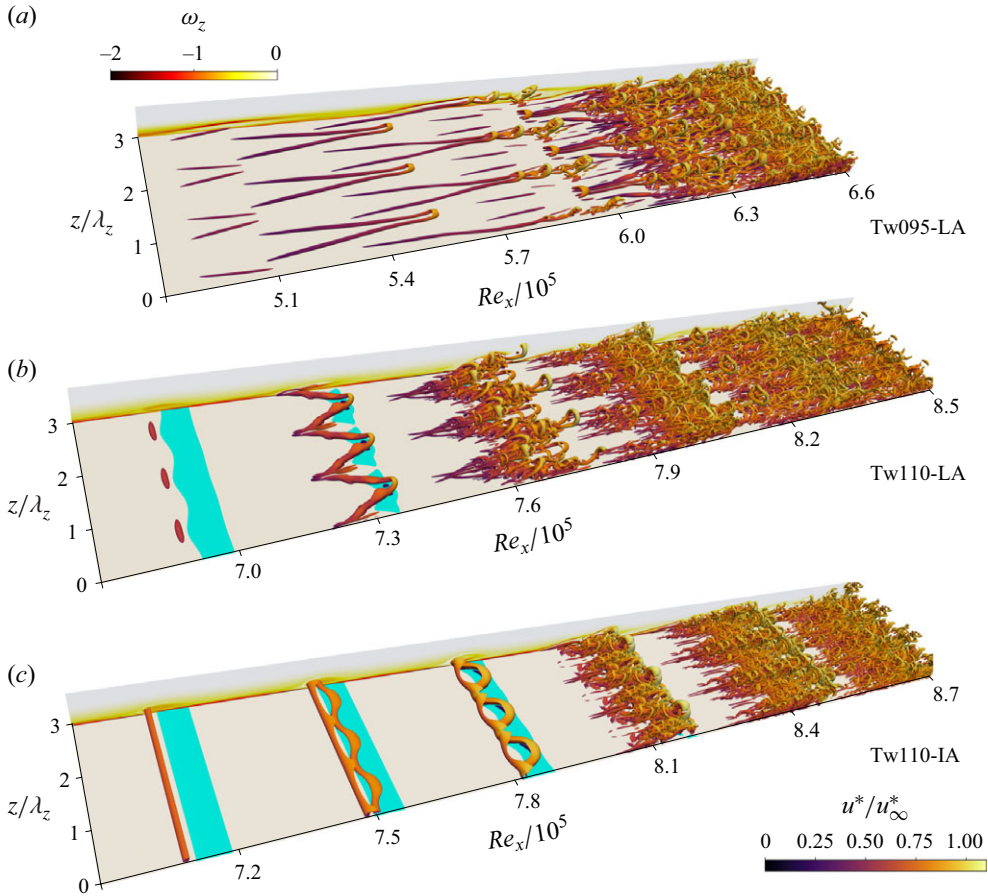 (a)
ω_z
−2 −1 0
3
2
1
0
z/λ_z
5.1 5.4 5.7 6.0 6.3 6.6
Re_x/10^5
Tw095-LA
(b)
3
2
1
0
z/λ_z
7.0 7.3 7.6 7.9 8.2 8.5
Re_x/10^5
Tw110-LA
(c)
3
2
1
0
z/λ_z
7.2 7.5 7.8 8.1 8.4 8.7
Re_x/10^5
Tw110-IA
u*/u*_∞
0 0.25 0.50 0.75 1.00